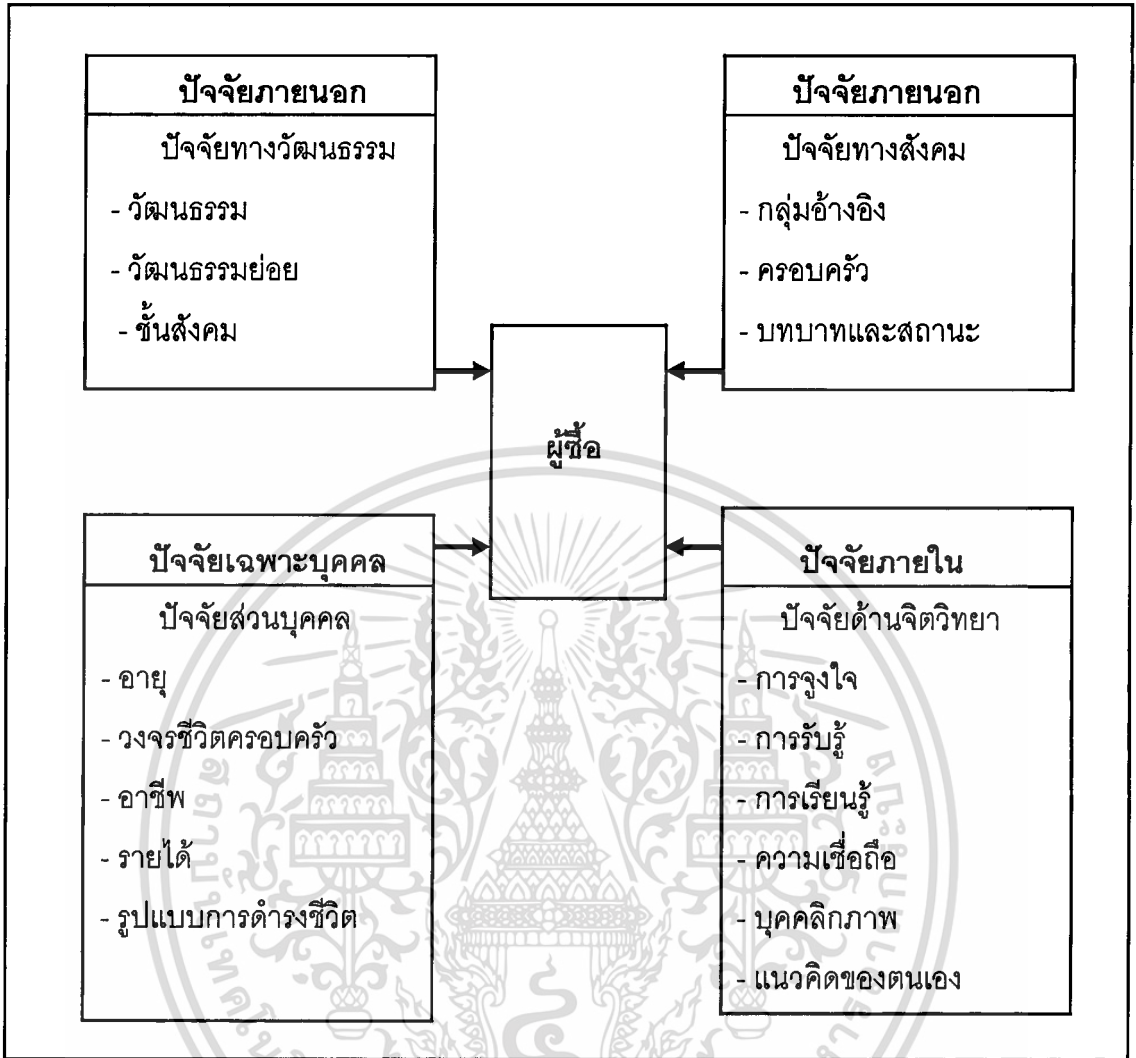 ปัจจัยภายนอก
ปัจจัยทางวัฒนธรรม
- วัฒนธรรม
- วัฒนธรรมย่อย
- ชั้นสังคม
ปัจจัยภายนอก
ปัจจัยทางสังคม
- กลุ่มอ้างอิง
- ครอบครัว
- บทบาทและสถานะ
ผู้ซื้อ
ปัจจัยเฉพาะบุคคล
ปัจจัยส่วนบุคคล
- อายุ
- วงจรชีวิตครอบครัว
- อาชีพ
- รายได้
- รูปแบบการดำรงชีวิต
ปัจจัยภายใน
ปัจจัยด้านจิตวิทยา
- การจูงใจ
- การรับรู้
- การเรียนรู้
- ความเชื่อถือ
- บุคคลิกภาพ
- แนวคิดของตนเอง